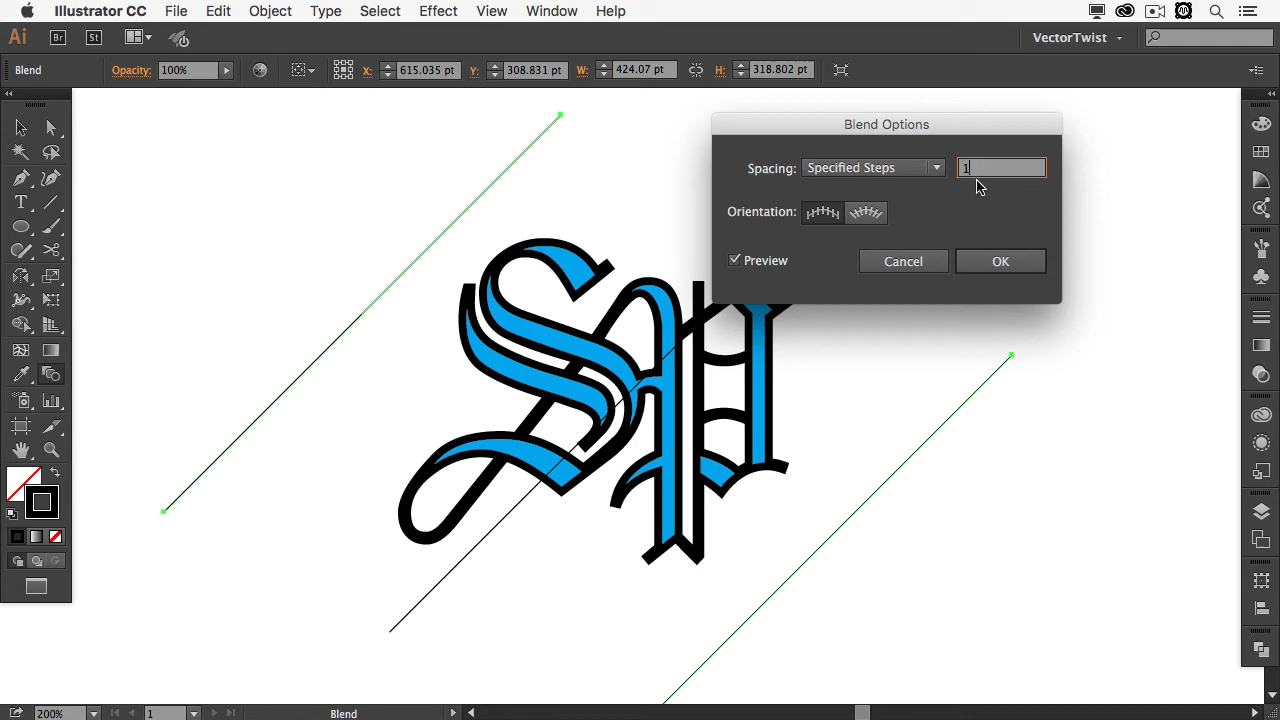 Illustrator CC File Edit Object Type Select Effect View Window Help
Ai Br St VectorTwist
Blend Opacity: 100% X: 615.035 pt Y: 308.831 pt W: 424.07 pt H: 318.802 pt
Blend Options
Spacing: Specified Steps 1
Orientation:
Preview Cancel OK
T
200% 1 Blend